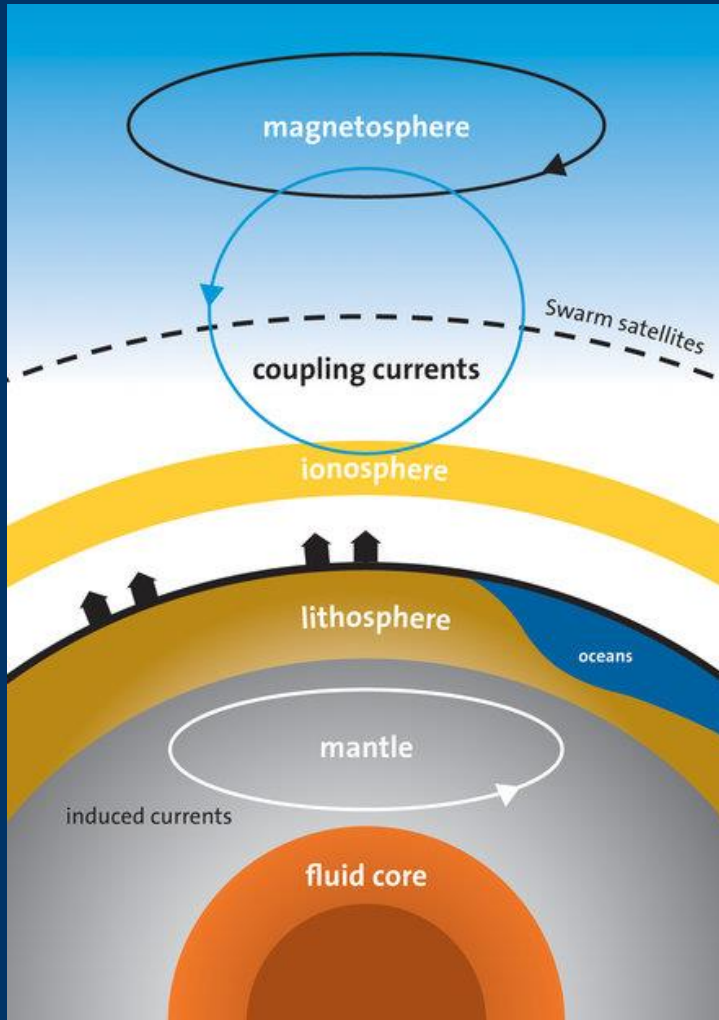 magnetosphere
Swarm satellites
coupling currents
ionosphere
lithosphere
oceans
mantle
induced currents
fluid core